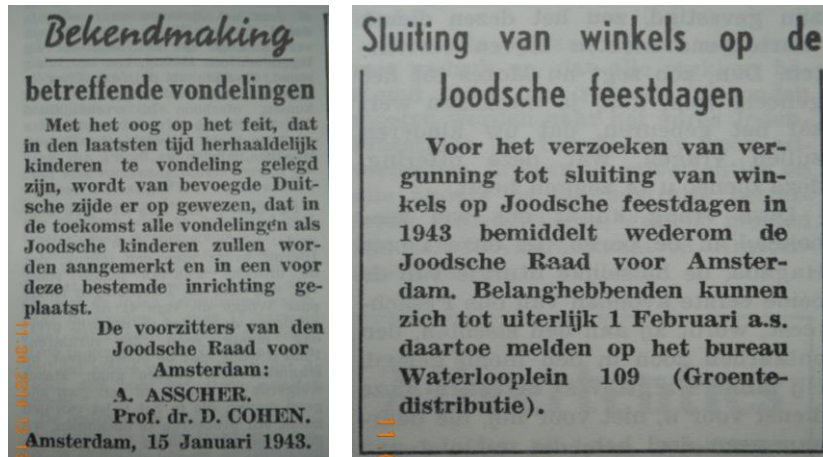 Bekendmaking
betreffende vondelingen
Met het oog op het feit, dat
in den laatsten tijd herhaaldelijk
kinderen te vondeling gelegd
zijn, wordt van bevoegde Duit-
sche zijde er op gewezen, dat in
de toekomst alle vondelingen als
Joodsche kinderen zullen wor-
den aangemerkt en in een voor
deze bestemde inrichting ge-
plaatst.
De voorzitters van den
Joodsche Raad voor
Amsterdam:
A. ASSCHER.
Prof. dr. D. COHEN.
Amsterdam, 15 Januari 1943.
Sluiting van winkels op de
Joodsche feestdagen
Voor het verzoeken van ver-
gunning tot sluiting van win-
kels op Joodsche feestdagen in
1943 bemiddelt wederom de
Joodsche Raad voor Amster-
dam. Belanghebbenden kunnen
zich tot uiterlijk 1 Februari a.s.
daartoe melden op het bureau
Waterlooplein 109 (Groente-
distributie).